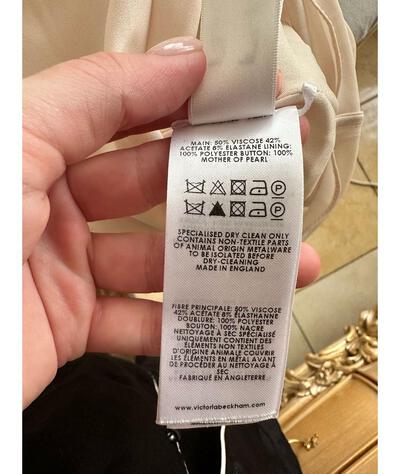 MAIN: 50% VISCOSE 42%
ACETATE 8% ELASTANE LINING:
100% POLYESTER BUTTON: 100%
MOTHER OF PEARL
P
P
SPECIALISED DRY CLEAN ONLY
CONTAINS NON-TEXTILE PARTS
OF ANIMAL ORIGIN METALWARE
TO BE ISOLATED BEFORE
DRY-CLEANING
MADE IN ENGLAND
FIBRE PRINCIPALE: 50% VISCOSE
42% ACETATE 8% ÉLASTHANNE
DOUBLURE: 100% POLYESTER
BOUTON: 100% NACRE
NETTOYAGE À SEC SPÉCIALISÉ
UNIQUEMENT CONTIENT DES
ÉLÉMENTS NON TEXTILES
D'ORIGINE ANIMALE COUVRIR
LES ÉLÉMENTS EN MÉTAL AVANT
DE PROCÉDER AU NETTOYAGE À
SEC
FABRIQUÉ EN ANGLETERRE
www.victoriabeckham.com